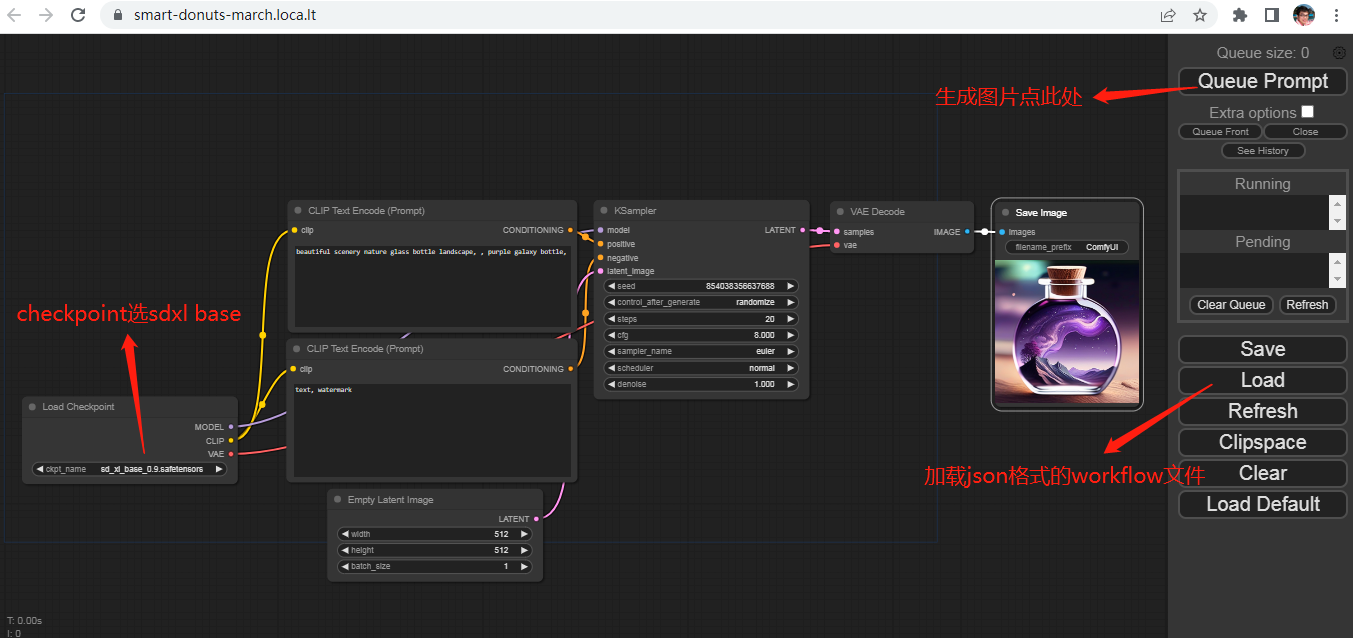 smart-donuts-march.loca.lt
Queue size: 0
Queue Prompt
生成图片点此处
Extra options
Queue Front
Close
See History
Running
Pending
Clear Queue
Refresh
Save
Load
Refresh
Clipspace
Clear
Load Default
加载json格式的workflow文件
checkpoint选sdxl base
Load Checkpoint
MODEL
CLIP
VAE
ckpt_name sd_xl_base_0.9.safetensors
CLIP Text Encode (Prompt)
clip CONDITIONING
beautiful scenery nature glass bottle landscape, , purple galaxy bottle,
CLIP Text Encode (Prompt)
clip CONDITIONING
text, watermark
Empty Latent Image
LATENT
width 512
height 512
batch_size 1
KSampler
model LATENT
positive
negative
latent_image
seed 854038356637688
control_after_generate randomize
steps 20
cfg 8.000
sampler_name euler
scheduler normal
denoise 1.000
VAE Decode
samples IMAGE
vae
Save Image
images
filename_prefix ComfyUI
T: 0.00s
I: 0